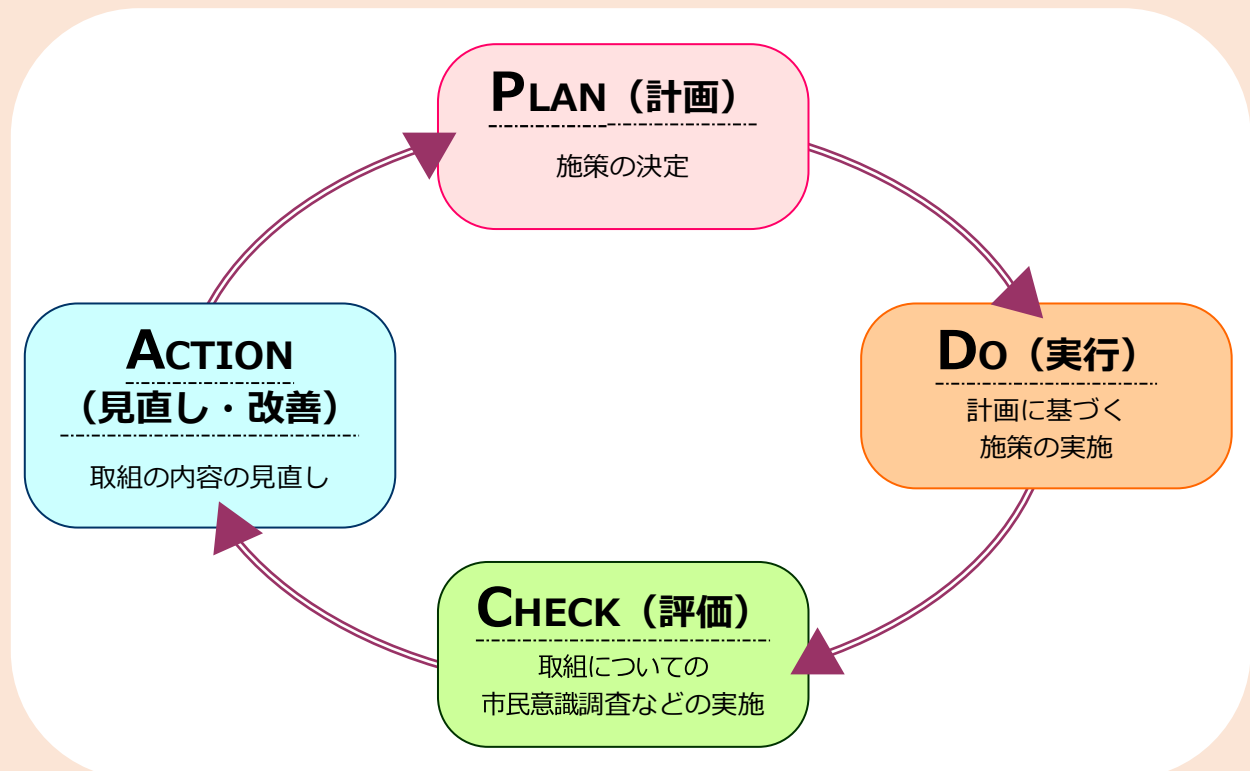 PLAN（計画）
施策の決定
DO（実行）
計画に基づく
施策の実施
CHECK（評価）
取組についての
市民意識調査などの実施
ACTION
（見直し・改善）
取組の内容の見直し